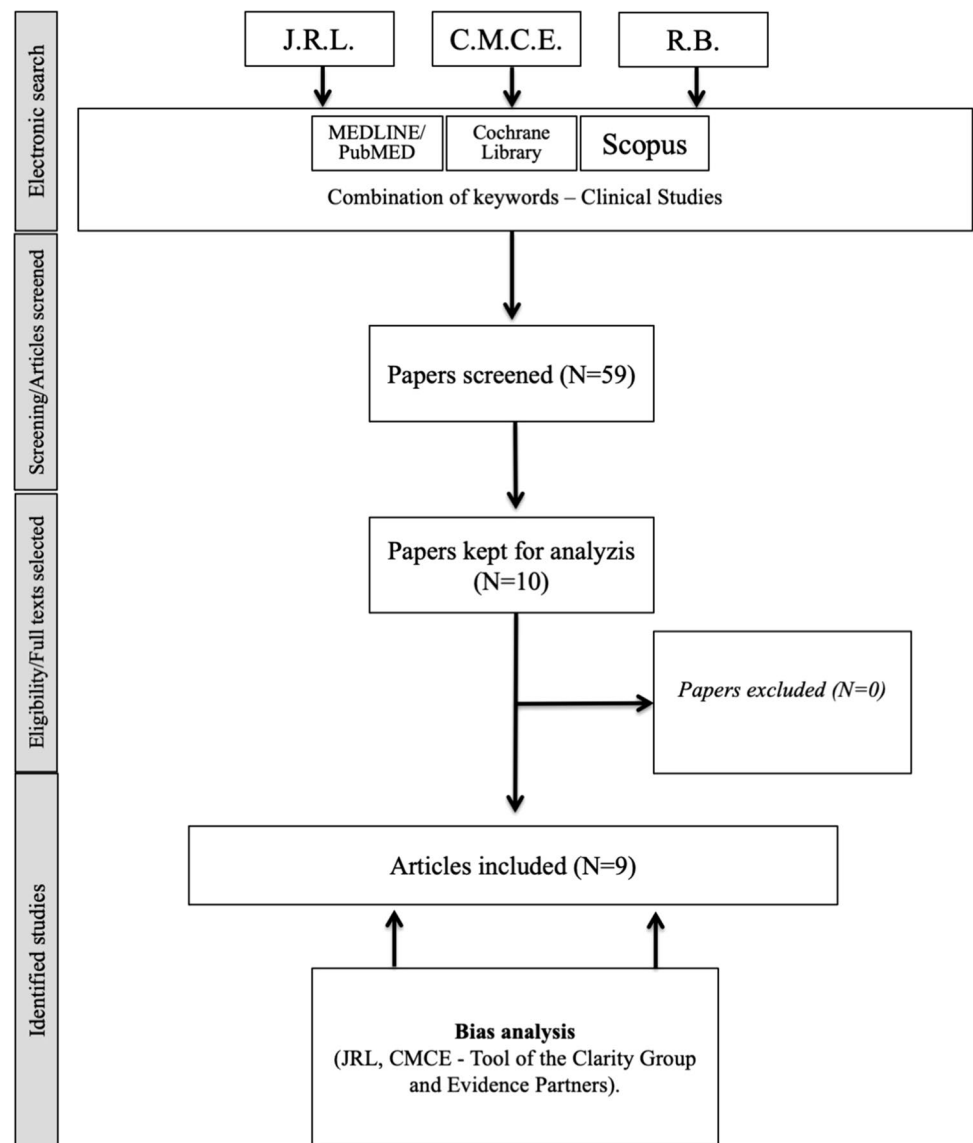 J.R.L.
C.M.C.E.
R.B.
Electronic search
MEDLINE/
PubMED
Cochrane
Library
Scopus
Combination of keywords – Clinical Studies
Screening/Articles screened
Papers screened (N=59)
Eligibility/Full texts selected
Papers kept for analyzis
(N=10)
Papers excluded (N=0)
Identified studies
Articles included (N=9)
Bias analysis
(JRL, CMCE - Tool of the Clarity Group
and Evidence Partners).